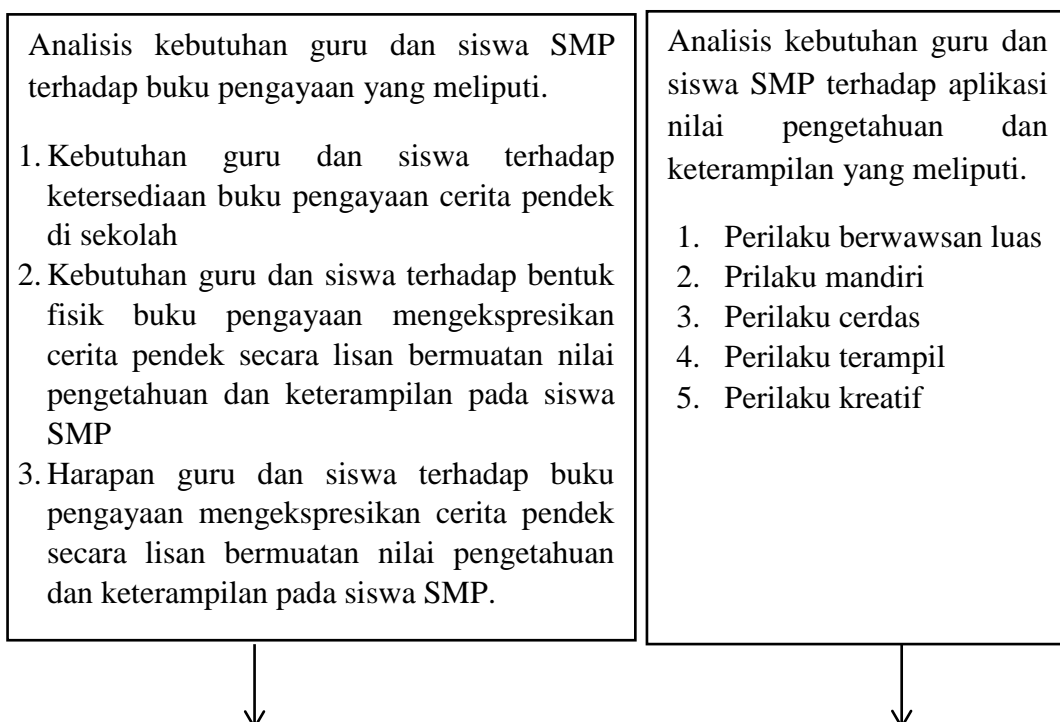 Analisis kebutuhan guru dan siswa SMP
terhadap buku pengayaan yang meliputi.
1. Kebutuhan guru dan siswa terhadap
ketersediaan buku pengayaan cerita pendek
di sekolah
2. Kebutuhan guru dan siswa terhadap bentuk
fisik buku pengayaan mengekspresikan
cerita pendek secara lisan bermuatan nilai
pengetahuan dan keterampilan pada siswa
SMP
3. Harapan guru dan siswa terhadap buku
pengayaan mengekspresikan cerita pendek
secara lisan bermuatan nilai pengetahuan
dan keterampilan pada siswa SMP.
Analisis kebutuhan guru dan
siswa SMP terhadap aplikasi
nilai pengetahuan dan
keterampilan yang meliputi.
1. Perilaku berwawsan luas
2. Prilaku mandiri
3. Perilaku cerdas
4. Perilaku terampil
5. Perilaku kreatif